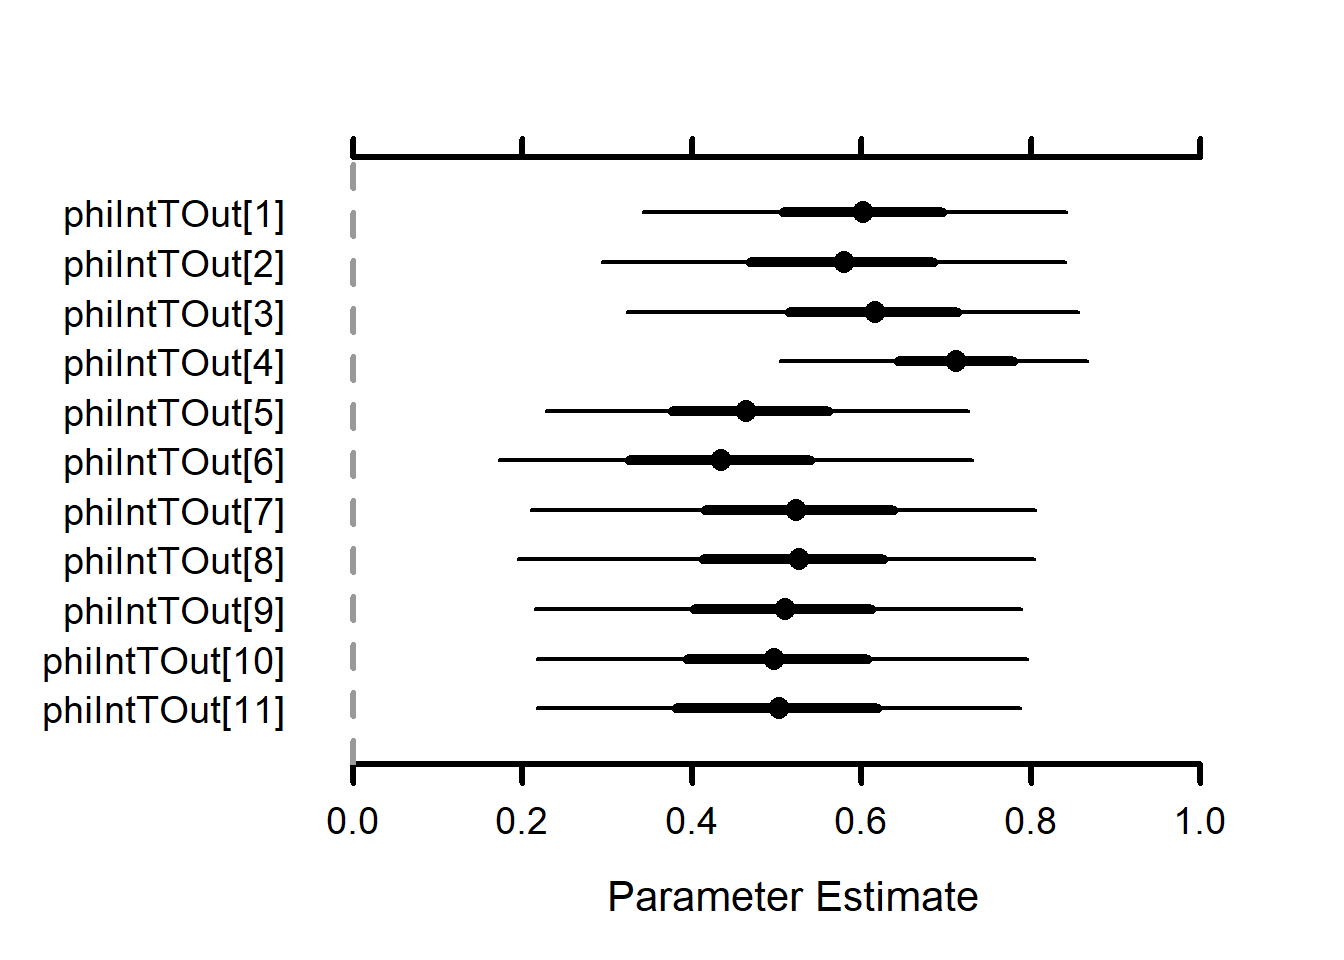 phiIntTOut[1]
phiIntTOut[2]
phiIntTOut[3]
phiIntTOut[4]
phiIntTOut[5]
phiIntTOut[6]
phiIntTOut[7]
phiIntTOut[8]
phiIntTOut[9]
phiIntTOut[10]
phiIntTOut[11]
0.0 0.2 0.4 0.6 0.8 1.0
Parameter Estimate